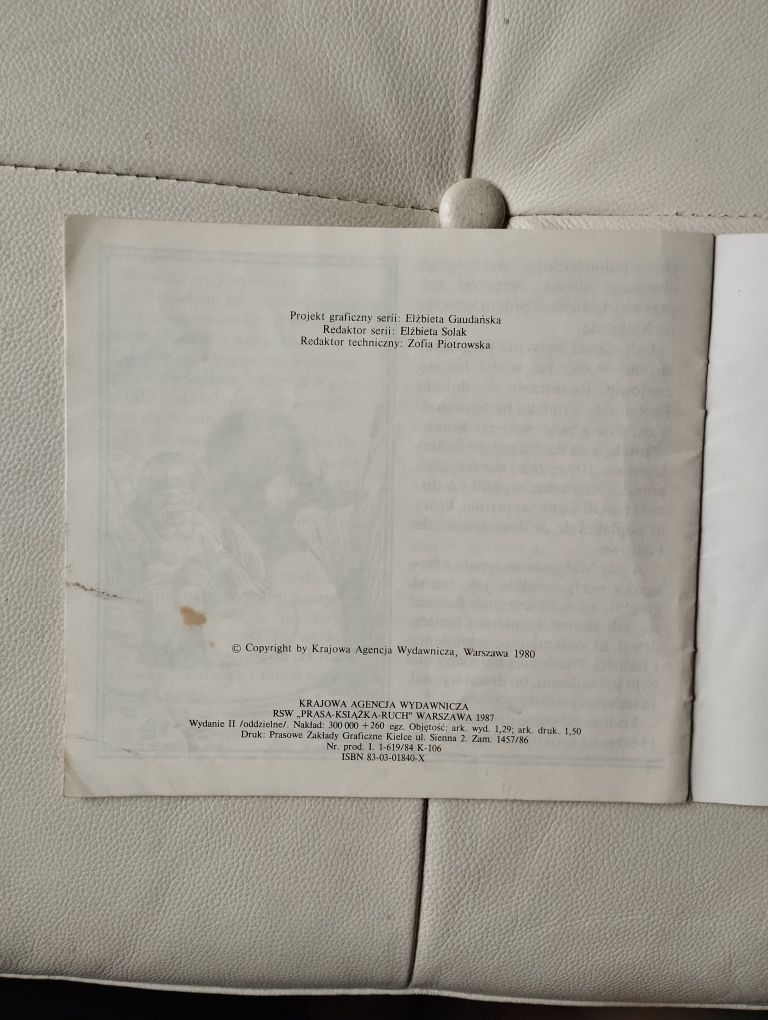 Projekt graficzny serii: Elżbieta Gaudańska
Redaktor serii: Elżbieta Solak
Redaktor techniczny: Zofia Piotrowska
© Copyright by Krajowa Agencja Wydawnicza, Warszawa 1980
KRAJOWA AGENCJA WYDAWNICZA
RSW „PRASA-KSIĄŻKA-RUCH” WARSZAWA 1987
Wydanie II /oddzielne/. Nakład: 300 000 + 260 egz. Objętość: ark. wyd. 1,29; ark. druk. 1,50
Druk: Prasowe Zakłady Graficzne Kielce ul. Sienna 2. Zam. 1457/86
Nr. prod. I. 1-619/84 K-106
ISBN 83-03-01840-X